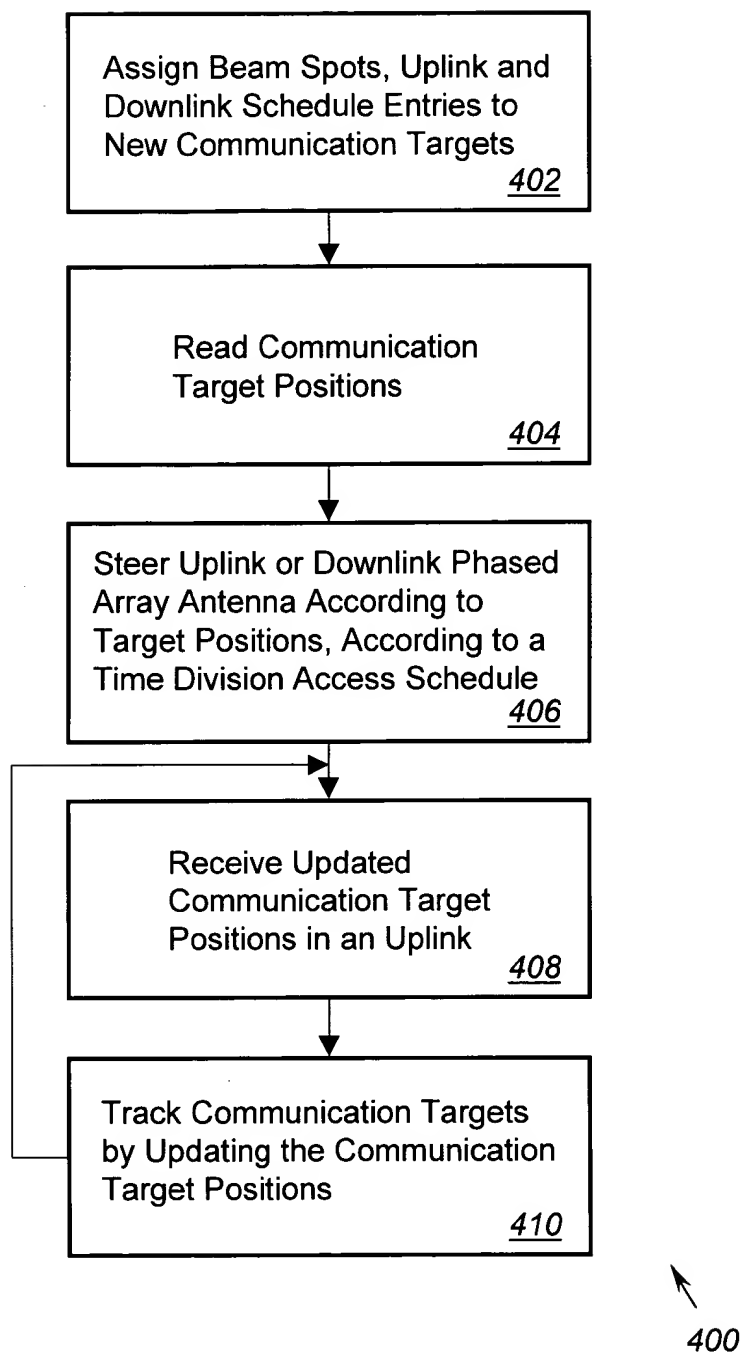 Assign Beam Spots, Uplink and
Downlink Schedule Entries to
New Communication Targets
402
Read Communication
Target Positions
404
Steer Uplink or Downlink Phased
Array Antenna According to
Target Positions, According to a
Time Division Access Schedule
406
Receive Updated
Communication Target
Positions in an Uplink
408
Track Communication Targets
by Updating the Communication
Target Positions
410
400